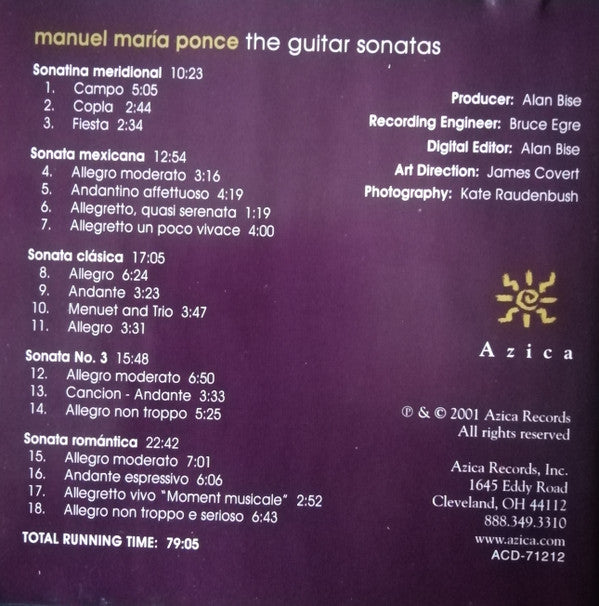 manuel maría ponce the guitar sonatas
Sonatina meridional 10:23
1. Campo 5:05
2. Copla 2:44
3. Fiesta 2:34
Sonata mexicana 12:54
4. Allegro moderato 3:16
5. Andantino affettuoso 4:19
6. Allegretto, quasi serenata 1:19
7. Allegretto un poco vivace 4:00
Sonata clásica 17:05
8. Allegro 6:24
9. Andante 3:23
10. Menuet and Trio 3:47
11. Allegro 3:31
Sonata No. 3 15:48
12. Allegro moderato 6:50
13. Cancion - Andante 3:33
14. Allegro non troppo 5:25
Sonata romántica 22:42
15. Allegro moderato 7:01
16. Andante espressivo 6:06
17. Allegretto vivo "Moment musicale" 2:52
18. Allegro non troppo e serioso 6:43
TOTAL RUNNING TIME: 79:05
Producer: Alan Bise
Recording Engineer: Bruce Egre
Digital Editor: Alan Bise
Art Direction: James Covert
Photography: Kate Raudenbush
Azica
℗ & © 2001 Azica Records
All rights reserved
Azica Records, Inc.
1645 Eddy Road
Cleveland, OH 44112
888.349.3310
www.azica.com
ACD-71212